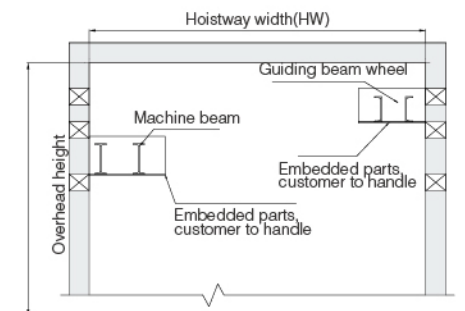 Hoistway width(HW)
Guiding beam wheel
Machine beam
Overhead height
Embedded parts,
customer to handle
Embedded parts,
customer to handle